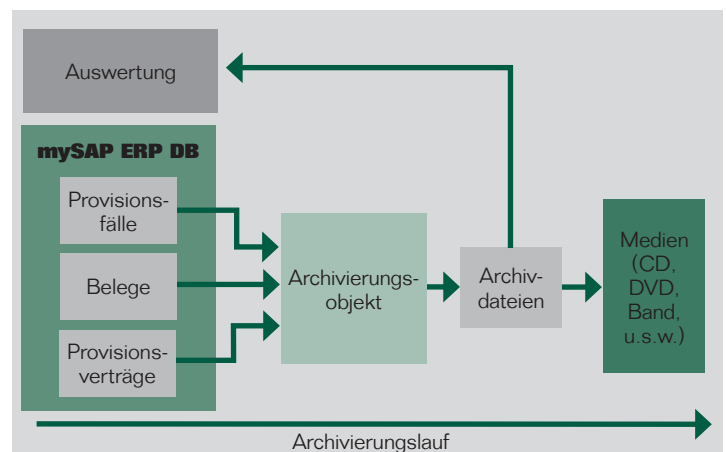 Auswertung
mySAP ERP DB
Provisions-
fälle
Belege
Provisions-
verträge
Archivierungs-
objekt
Archiv-
dateien
Medien
(CD,
DVD,
Band,
u.s.w.)
Archivierungslauf